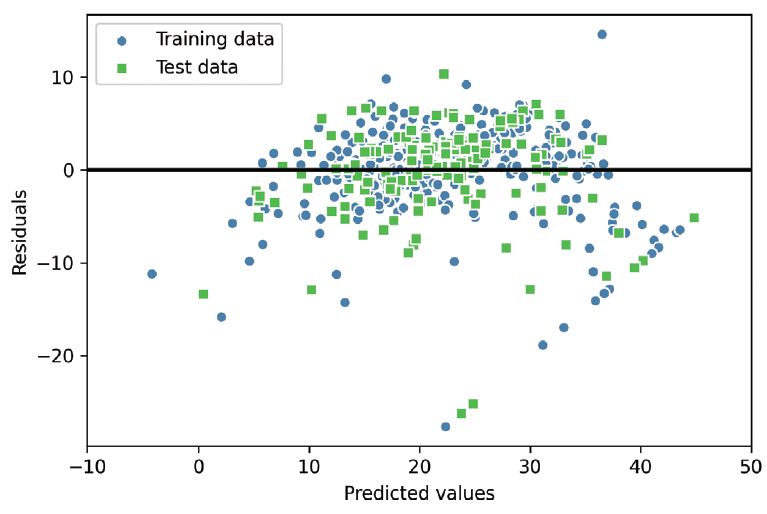 Training data
Test data
10
0
−10
−20
Residuals
−10
0
10
20
30
40
50
Predicted values